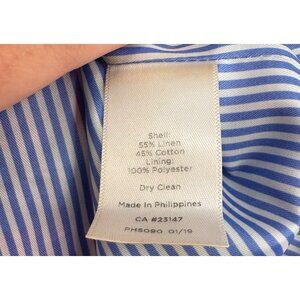 Shell:
55% Linen
45% Cotton
Lining:
100% Polyester
Dry Clean
Made In Philippines
CA #23147
PH5090 01/19